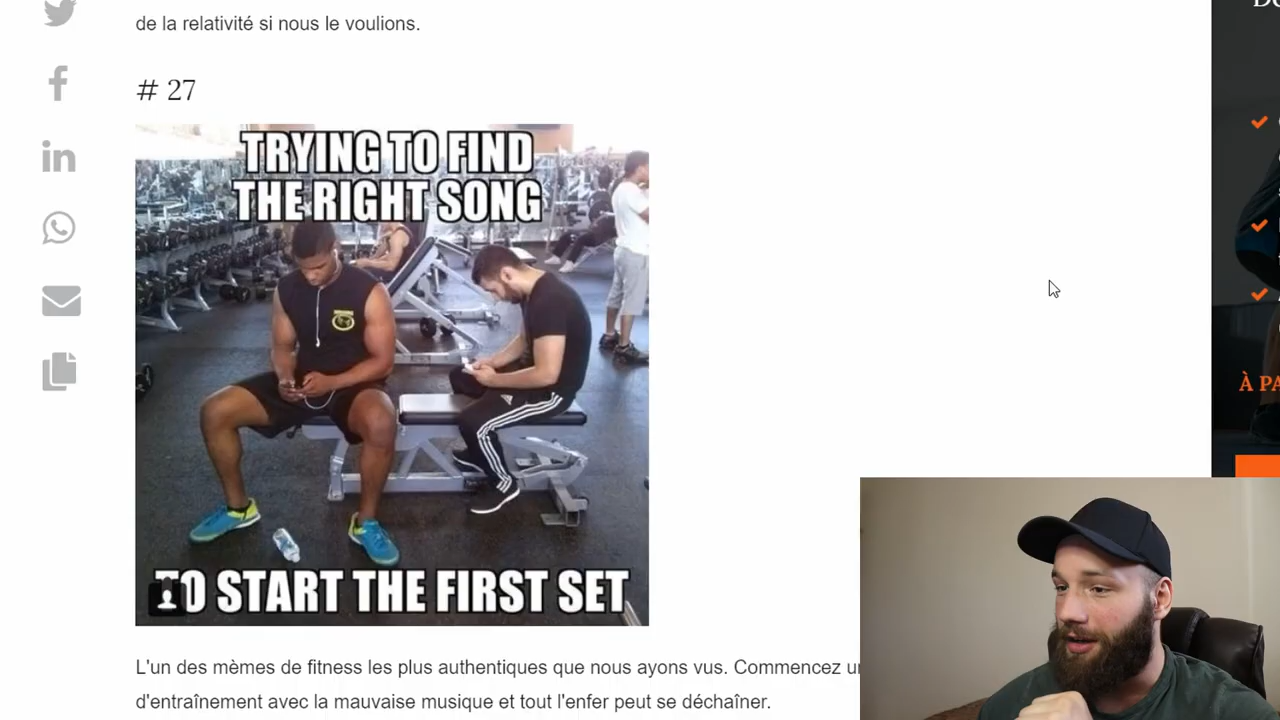 de la relativité si nous le voulions.
# 27
TRYING TO FIND
THE RIGHT SONG
TO START THE FIRST SET
L'un des mèmes de fitness les plus authentiques que nous ayons vus. Commencez
d'entraînement avec la mauvaise musique et tout l'enfer peut se déchaîner.
À PA